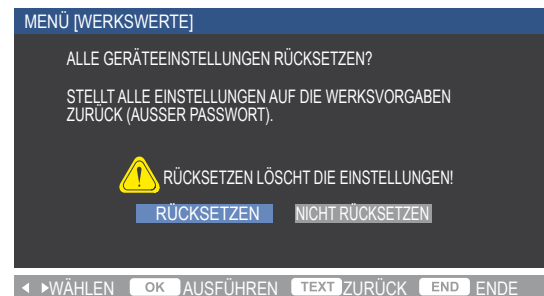 MENÜ [WERKSWERTE]
ALLE GERÄTEEINSTELLUNGEN RÜCKSETZEN?
STELLT ALLE EINSTELLUNGEN AUF DIE WERKSVORGABEN
ZURÜCK (AUSSER PASSWORT).
! RÜCKSETZEN LÖSCHT DIE EINSTELLUNGEN!
RÜCKSETZEN NICHT RÜCKSETZEN
WÄHLEN OK AUSFÜHREN TEXT ZURÜCK END ENDE